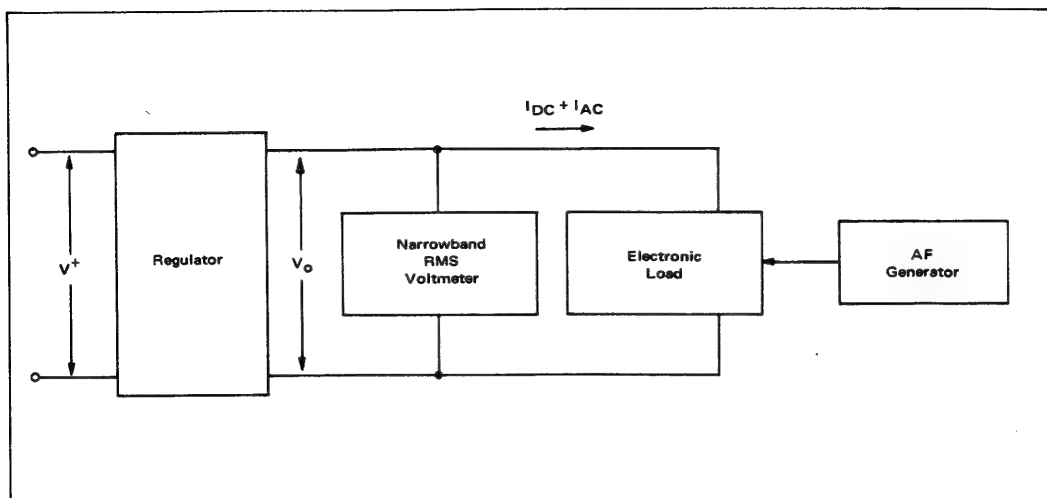 IDC + IAC
V+
Regulator
Vo
Narrowband
RMS
Voltmeter
Electronic
Load
AF
Generator